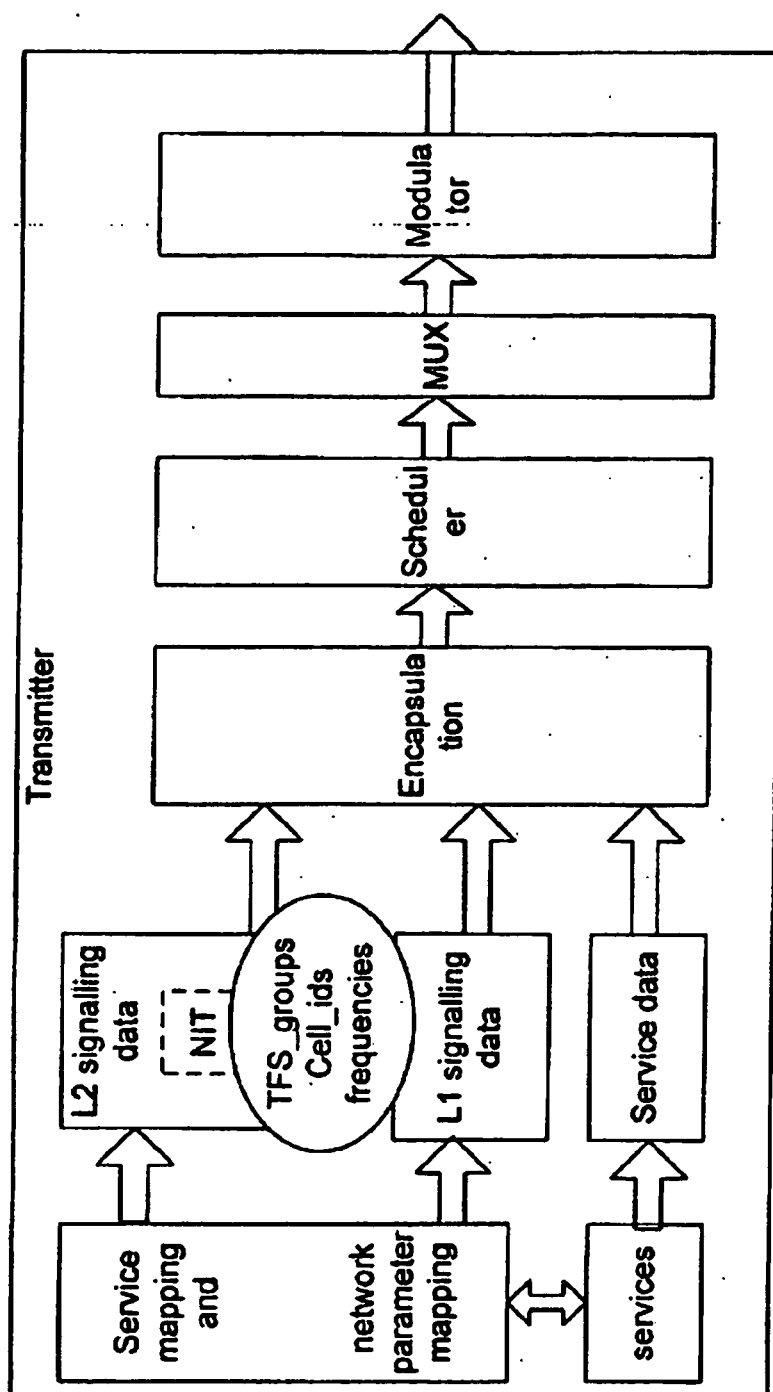 Transmitter
Service
mapping and
network
parameter
mapping
services
L2 signalling
data
NIT
TFS_groups
Cell_ids
frequencies
L1 signalling
data
Service data
Encapsula
tion
Schedul
er
MUX
Modula
tor